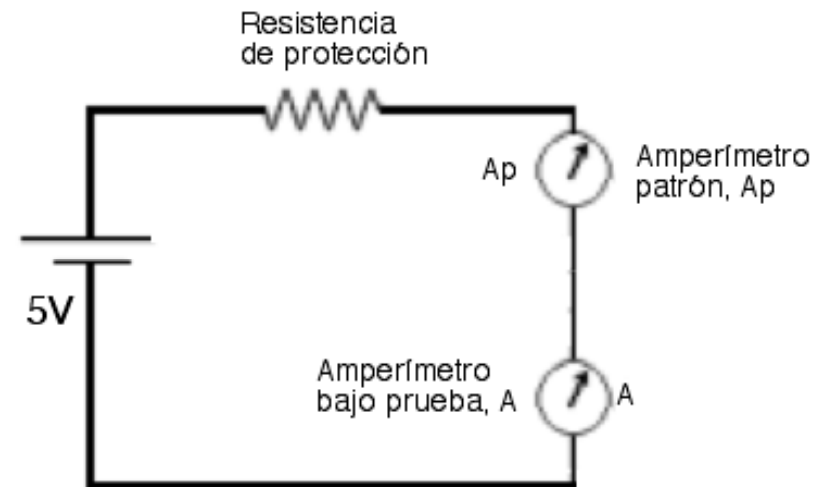 Resistencia
de protección
Ap
Amperímetro
patrón, Ap
5V
Amperímetro
bajo prueba, A
A